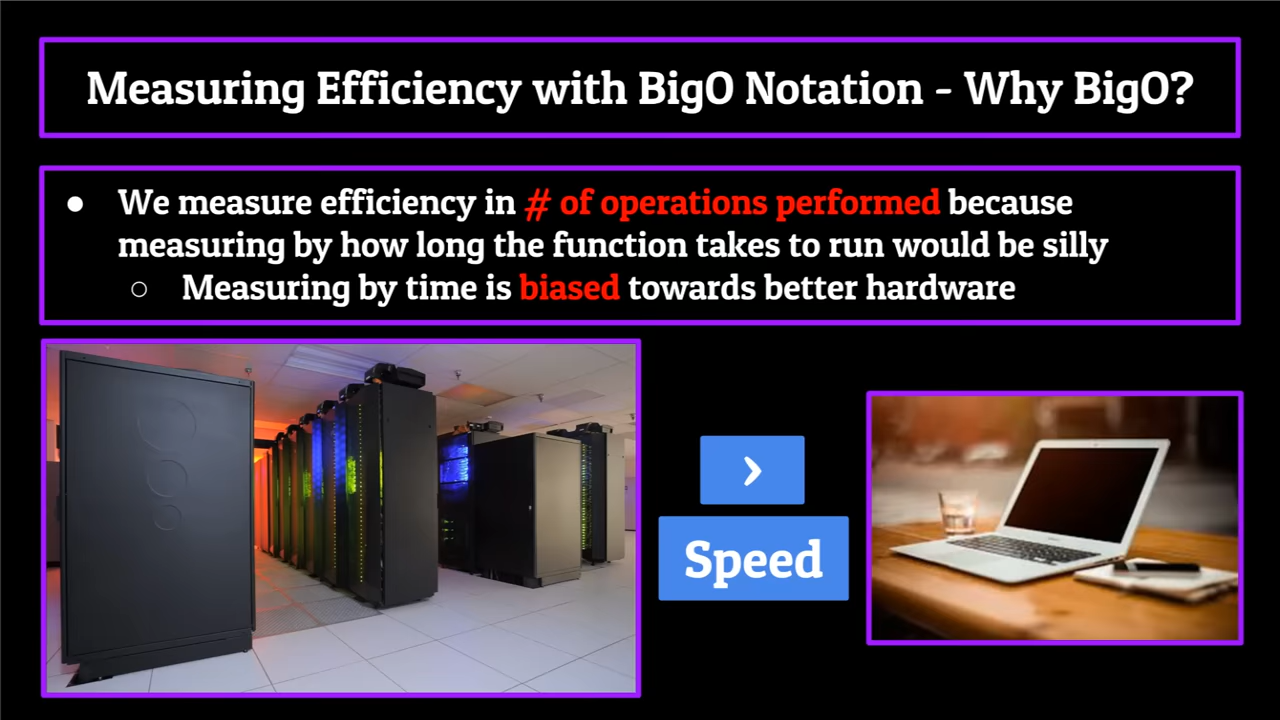 Measuring Efficiency with BigO Notation - Why BigO?
● We measure efficiency in # of operations performed because
measuring by how long the function takes to run would be silly
○ Measuring by time is biased towards better hardware
>
Speed